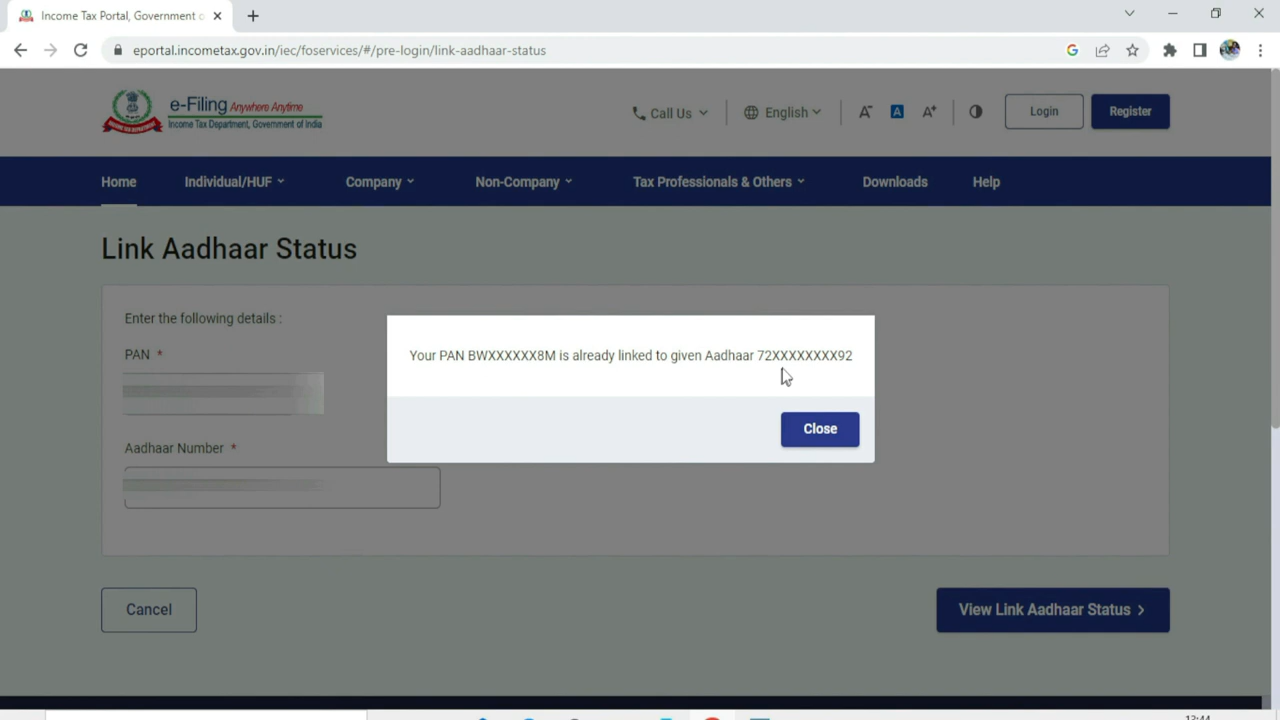 Income Tax Portal, Government o
eportal.incometax.gov.in/iec/foservices/#/pre-login/link-aadhaar-status
e-Filing Anywhere Anytime
Income Tax Department, Government of India
Call Us
English
A-
A
A+
Login
Register
Home
Individual/HUF
Company
Non-Company
Tax Professionals & Others
Downloads
Help
Link Aadhaar Status
Enter the following details :
PAN *
Your PAN BWXXXXXX8M is already linked to given Aadhaar 72XXXXXXXX92
Close
Aadhaar Number *
Cancel
View Link Aadhaar Status